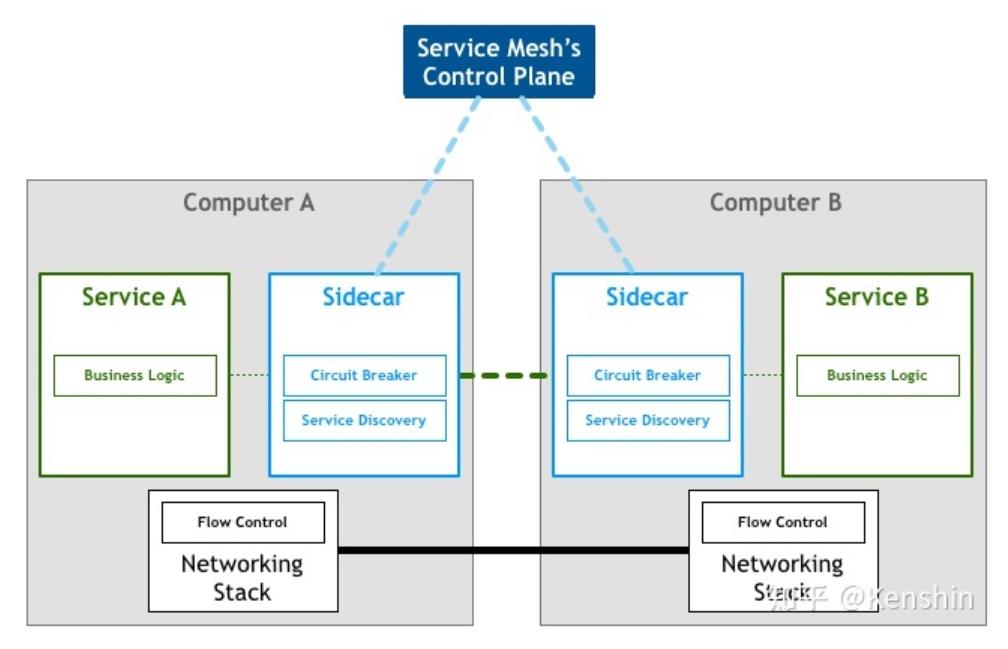 Service Mesh's
Control Plane
Computer A
Service A
Business Logic
Sidecar
Circuit Breaker
Service Discovery
Flow Control
Networking
Stack
Computer B
Sidecar
Circuit Breaker
Service Discovery
Service B
Business Logic
Flow Control
Networking
Stack
知乎 @Kenshin